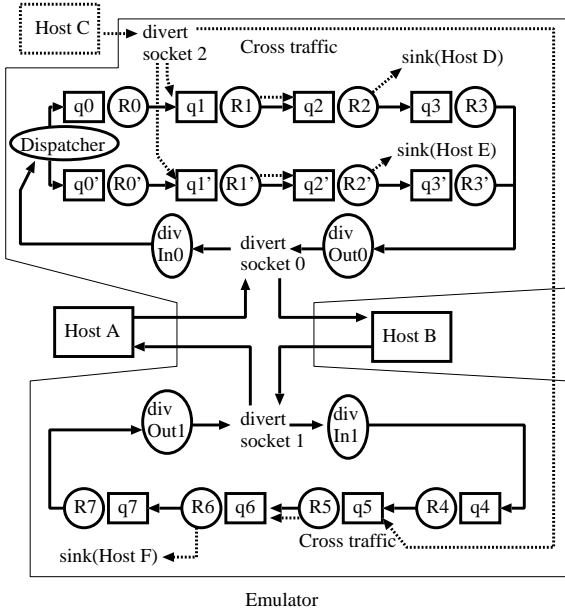 Host C
divert
socket 2
Cross traffic
sink(Host D)
q0 R0 q1 R1 q2 R2 q3 R3
Dispatcher
sink(Host E)
q0' R0' q1' R1' q2' R2' q3' R3'
div
In0
divert
socket 0
div
Out0
Host A
Host B
div
Out1
divert
socket 1
div
In1
R7 q7 R6 q6 R5 q5 R4 q4
Cross traffic
sink(Host F)
Emulator